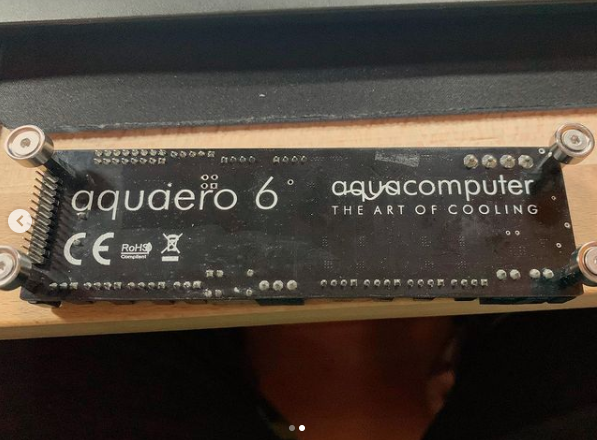 aquaero 6
aquacomputer
THE ART OF COOLING
CE
RoHS
Compliant